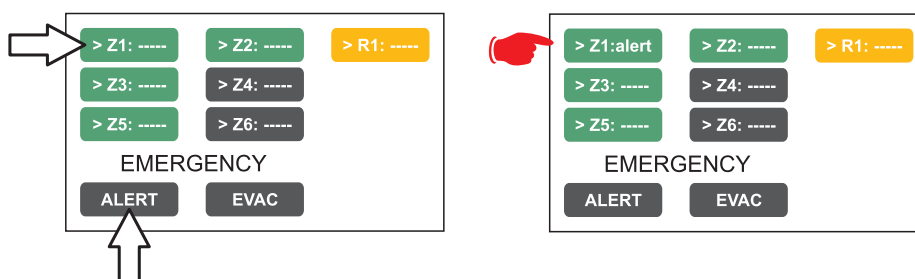 > Z1: ----- > Z2: ----- > R1: -----
> Z3: ----- > Z4: -----
> Z5: ----- > Z6: -----
EMERGENCY
ALERT EVAC
> Z1:alert > Z2: ----- > R1: -----
> Z3: ----- > Z4: -----
> Z5: ----- > Z6: -----
EMERGENCY
ALERT EVAC